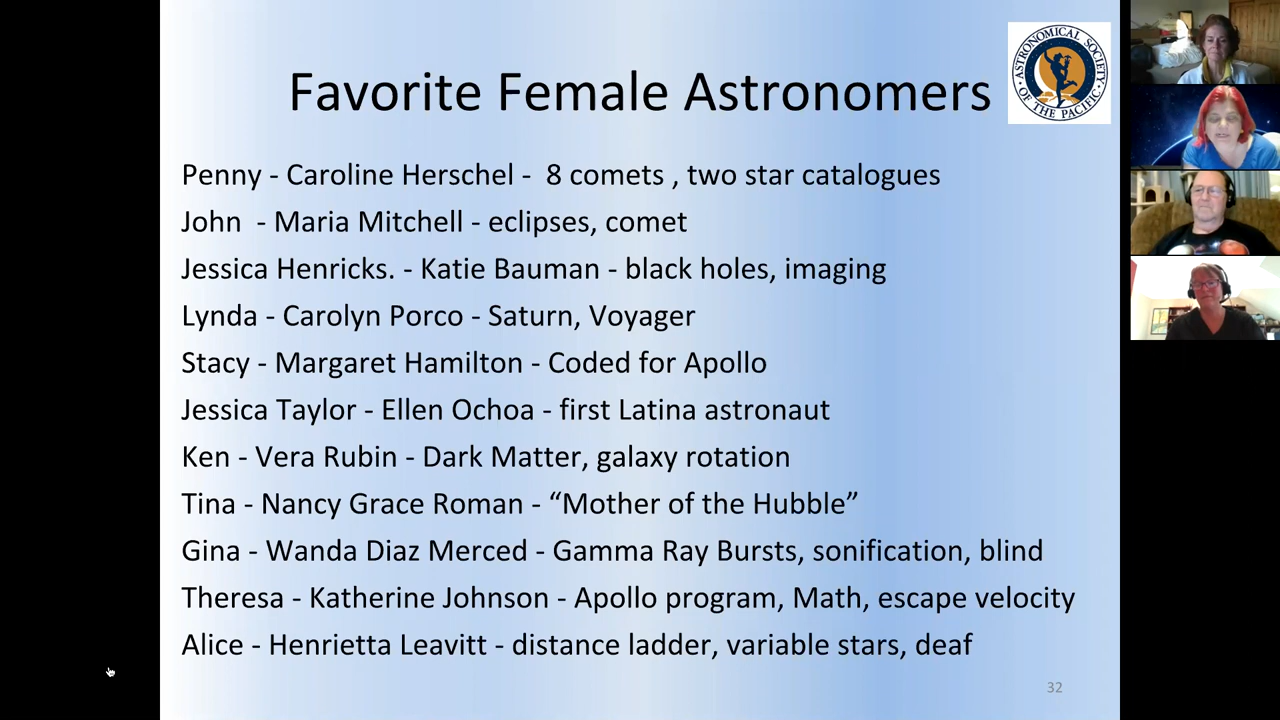 Favorite Female Astronomers
ASTRONOMICAL SOCIETY
OF THE PACIFIC
Penny - Caroline Herschel -  8 comets , two star catalogues
John  - Maria Mitchell - eclipses, comet
Jessica Henricks. - Katie Bauman - black holes, imaging
Lynda - Carolyn Porco - Saturn, Voyager
Stacy - Margaret Hamilton - Coded for Apollo
Jessica Taylor - Ellen Ochoa - first Latina astronaut
Ken - Vera Rubin - Dark Matter, galaxy rotation
Tina - Nancy Grace Roman - “Mother of the Hubble”
Gina - Wanda Diaz Merced - Gamma Ray Bursts, sonification, blind
Theresa - Katherine Johnson - Apollo program, Math, escape velocity
Alice - Henrietta Leavitt - distance ladder, variable stars, deaf
32